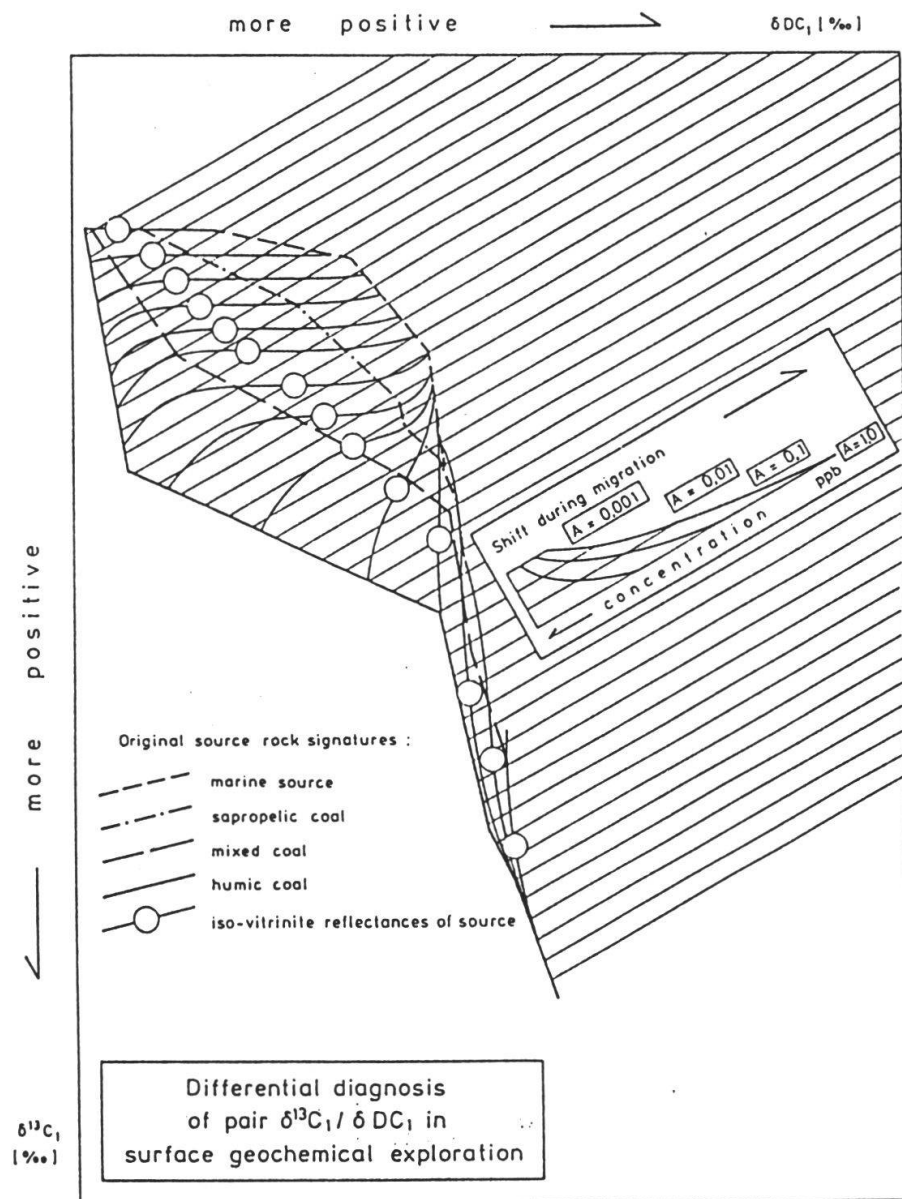 more positive
δDC₁ [‰]
Shift during migration
A = 0,001
A = 0,01
A = 0,1
A = 1,0
ppb
concentration
more positive
Original source rock signatures :
marine source
sapropelic coal
mixed coal
humic coal
iso-vitrinite reflectances of source
Differential diagnosis
of pair δ¹³C₁/ δ DC₁ in
surface geochemical exploration
δ¹³C₁
[‰]